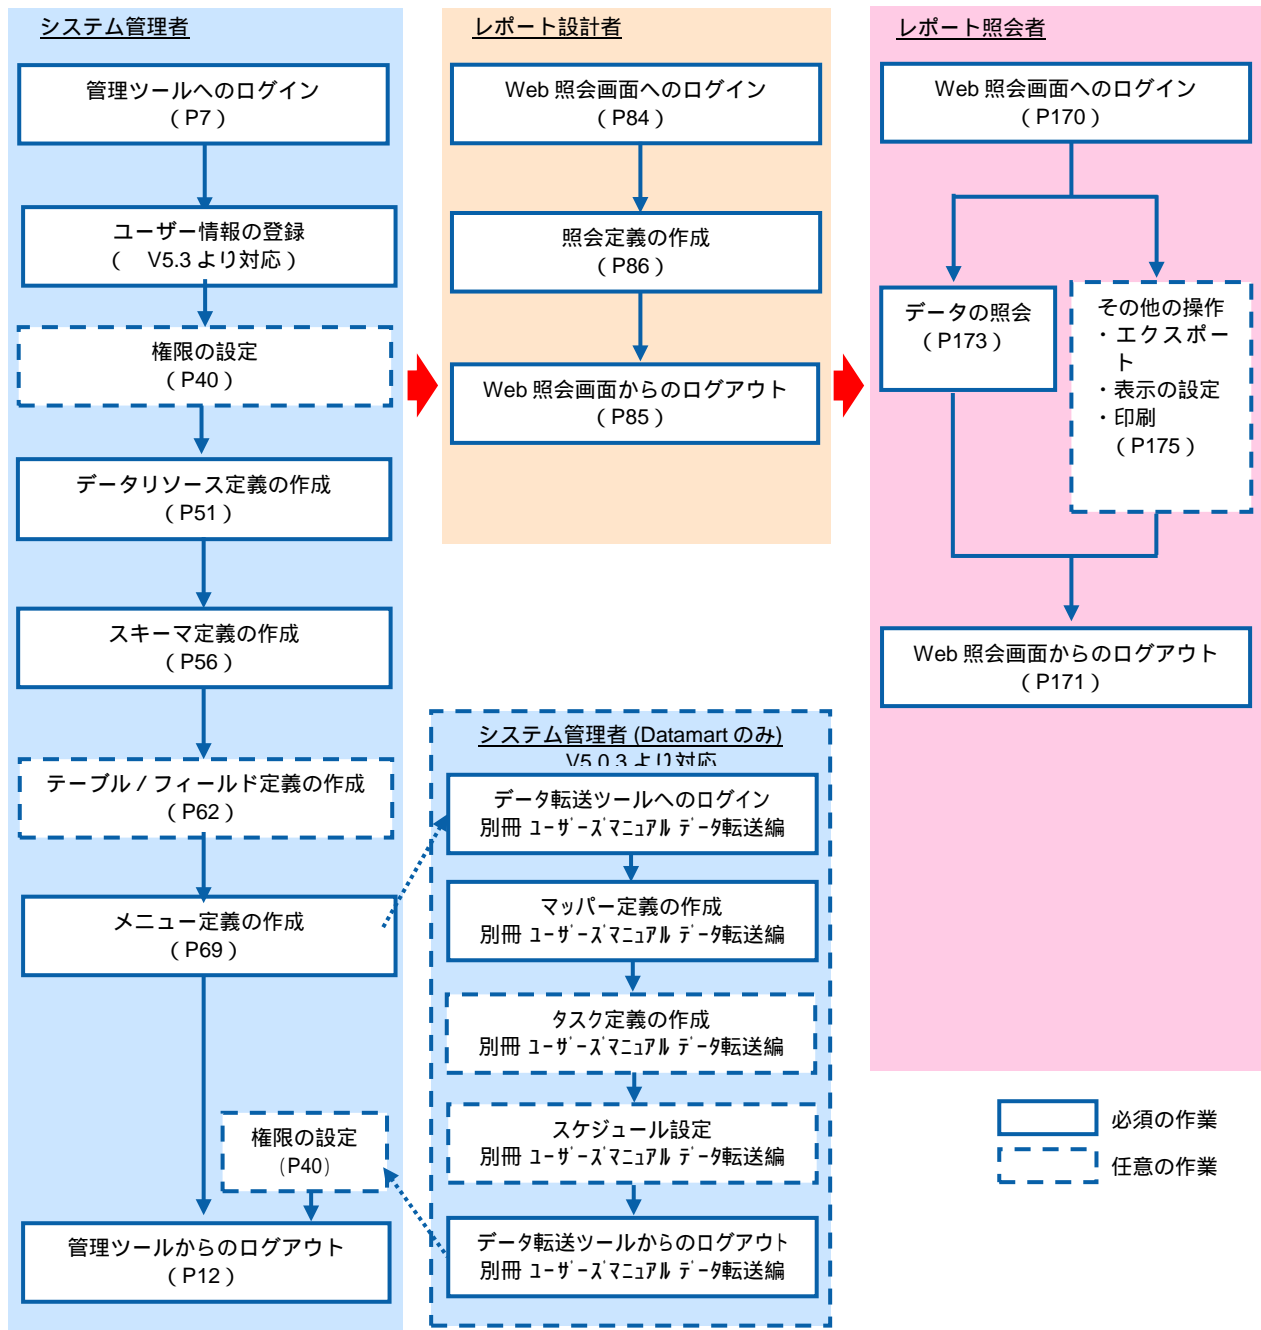 システム管理者
管理ツールへのログイン
（P7）
ユーザー情報の登録
（　V5.3 より対応）
権限の設定
（P40）
データリソース定義の作成
（P51）
スキーマ定義の作成
（P56）
テーブル / フィールド定義の作成
（P62）
メニュー定義の作成
（P69）
権限の設定
（P40）
管理ツールからのログアウト
（P12）
レポート設計者
Web 照会画面へのログイン
（P84）
照会定義の作成
（P86）
Web 照会画面からのログアウト
（P85）
システム管理者 (Datamart のみ)
V5.0.3 より対応
データ転送ツールへのログイン
別冊 ﾕｰｻﾞｰｽﾞﾏﾆｭｱﾙ ﾃﾞｰﾀ転送編
マッパー定義の作成
別冊 ﾕｰｻﾞｰｽﾞﾏﾆｭｱﾙ ﾃﾞｰﾀ転送編
タスク定義の作成
別冊 ﾕｰｻﾞｰｽﾞﾏﾆｭｱﾙ ﾃﾞｰﾀ転送編
スケジュール設定
別冊 ﾕｰｻﾞｰｽﾞﾏﾆｭｱﾙ ﾃﾞｰﾀ転送編
データ転送ツールからのログアウト
別冊 ﾕｰｻﾞｰｽﾞﾏﾆｭｱﾙ ﾃﾞｰﾀ転送編
レポート照会者
Web 照会画面へのログイン
（P170）
データの照会
（P173）
その他の操作
・エクスポー
ト
・表示の設定
・印刷
（P175）
Web 照会画面からのログアウト
（P171）
必須の作業
任意の作業